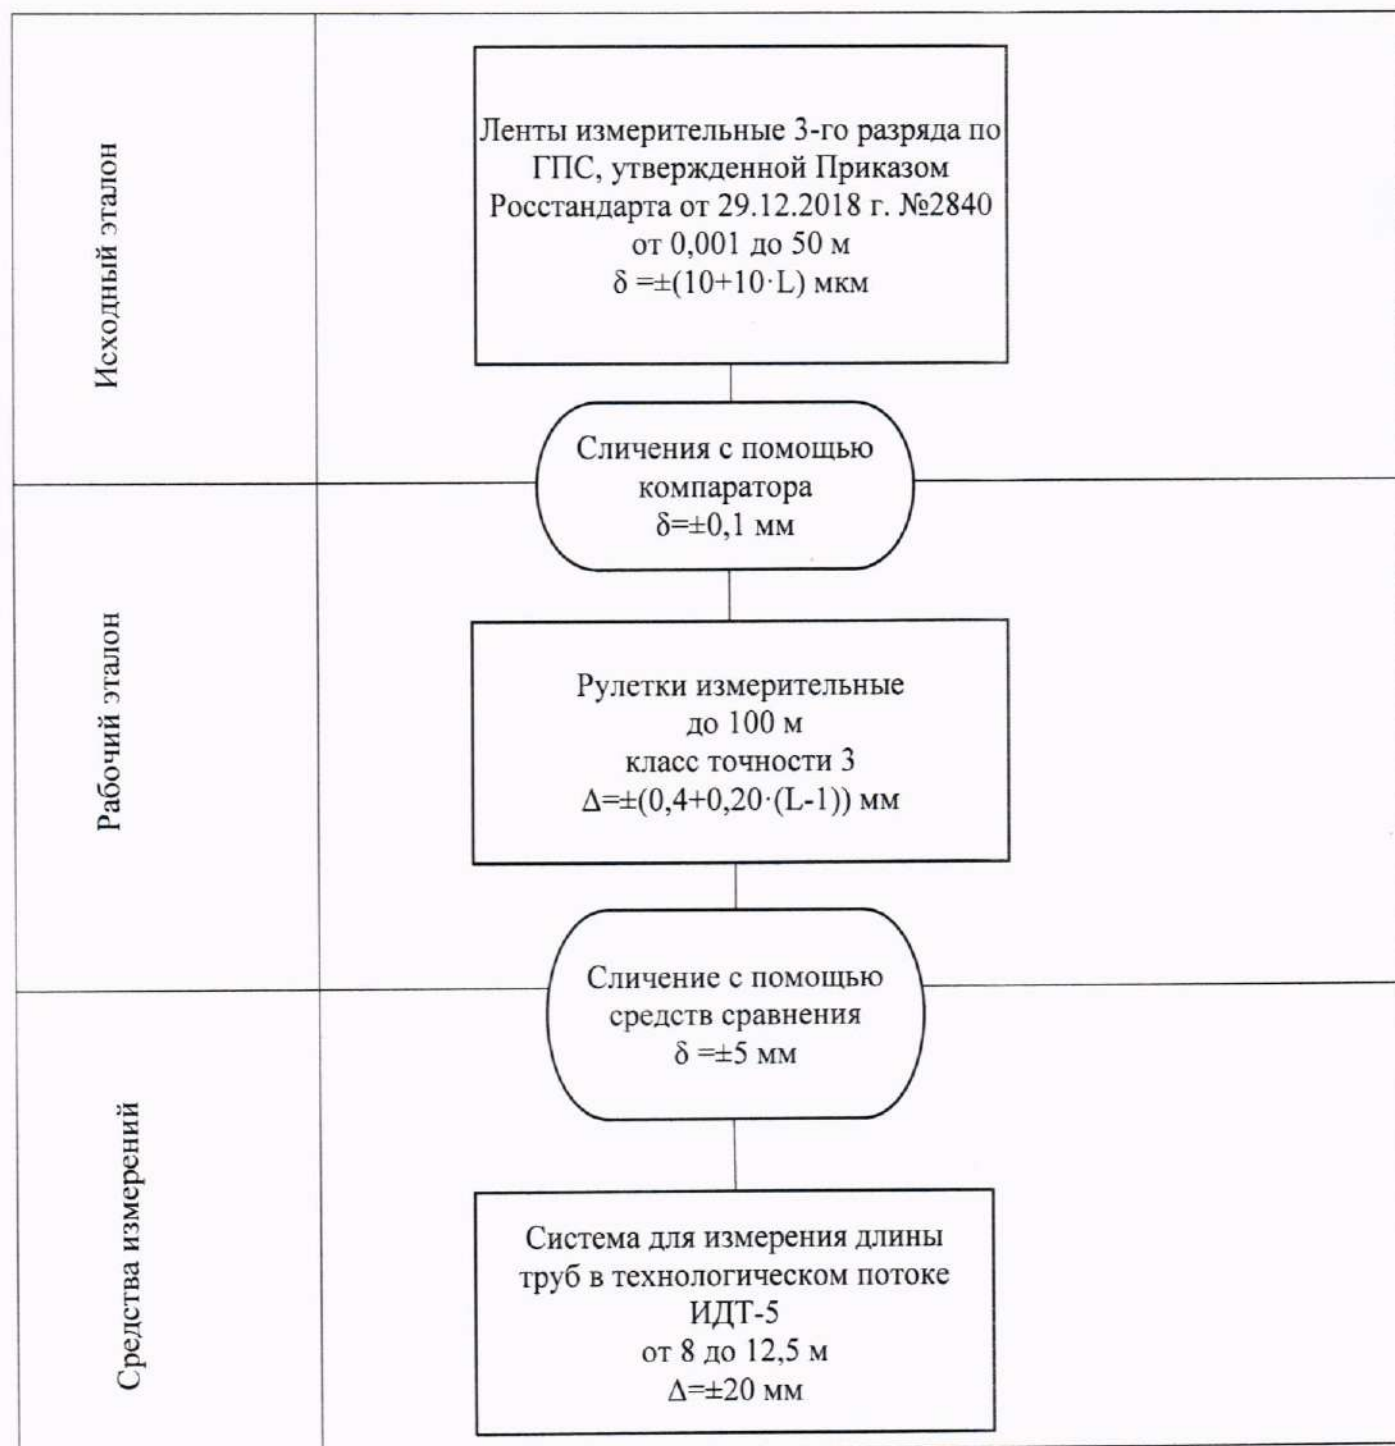 Исходный эталон
Ленты измерительные 3-го разряда по
ГПС, утвержденной Приказом
Росстандарта от 29.12.2018 г. №2840
от 0,001 до 50 м
δ =±(10+10·L) мкм
Сличения с помощью
компаратора
δ=±0,1 мм
Рабочий эталон
Рулетки измерительные
до 100 м
класс точности 3
Δ=±(0,4+0,20·(L-1)) мм
Сличение с помощью
средств сравнения
δ =±5 мм
Средства измерений
Система для измерения длины
труб в технологическом потоке
ИДТ-5
от 8 до 12,5 м
Δ=±20 мм